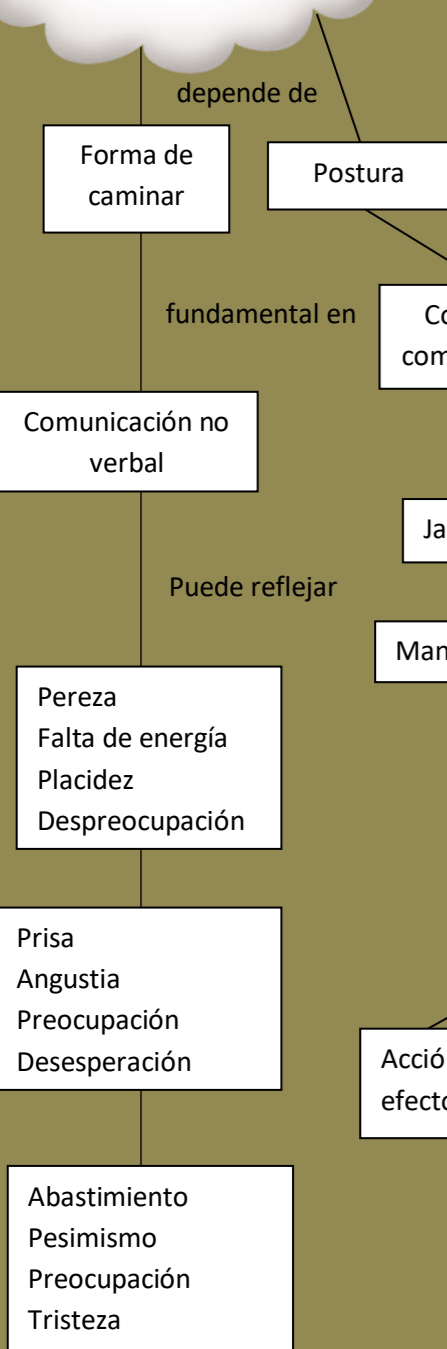 depende de
Forma de
caminar
Postura
fundamental en
Comunicación no
verbal
Puede reflejar
Pereza
Falta de energía
Placidez
Despreocupación
Prisa
Angustia
Preocupación
Desesperación
Abastimiento
Pesimismo
Preocupación
Tristeza